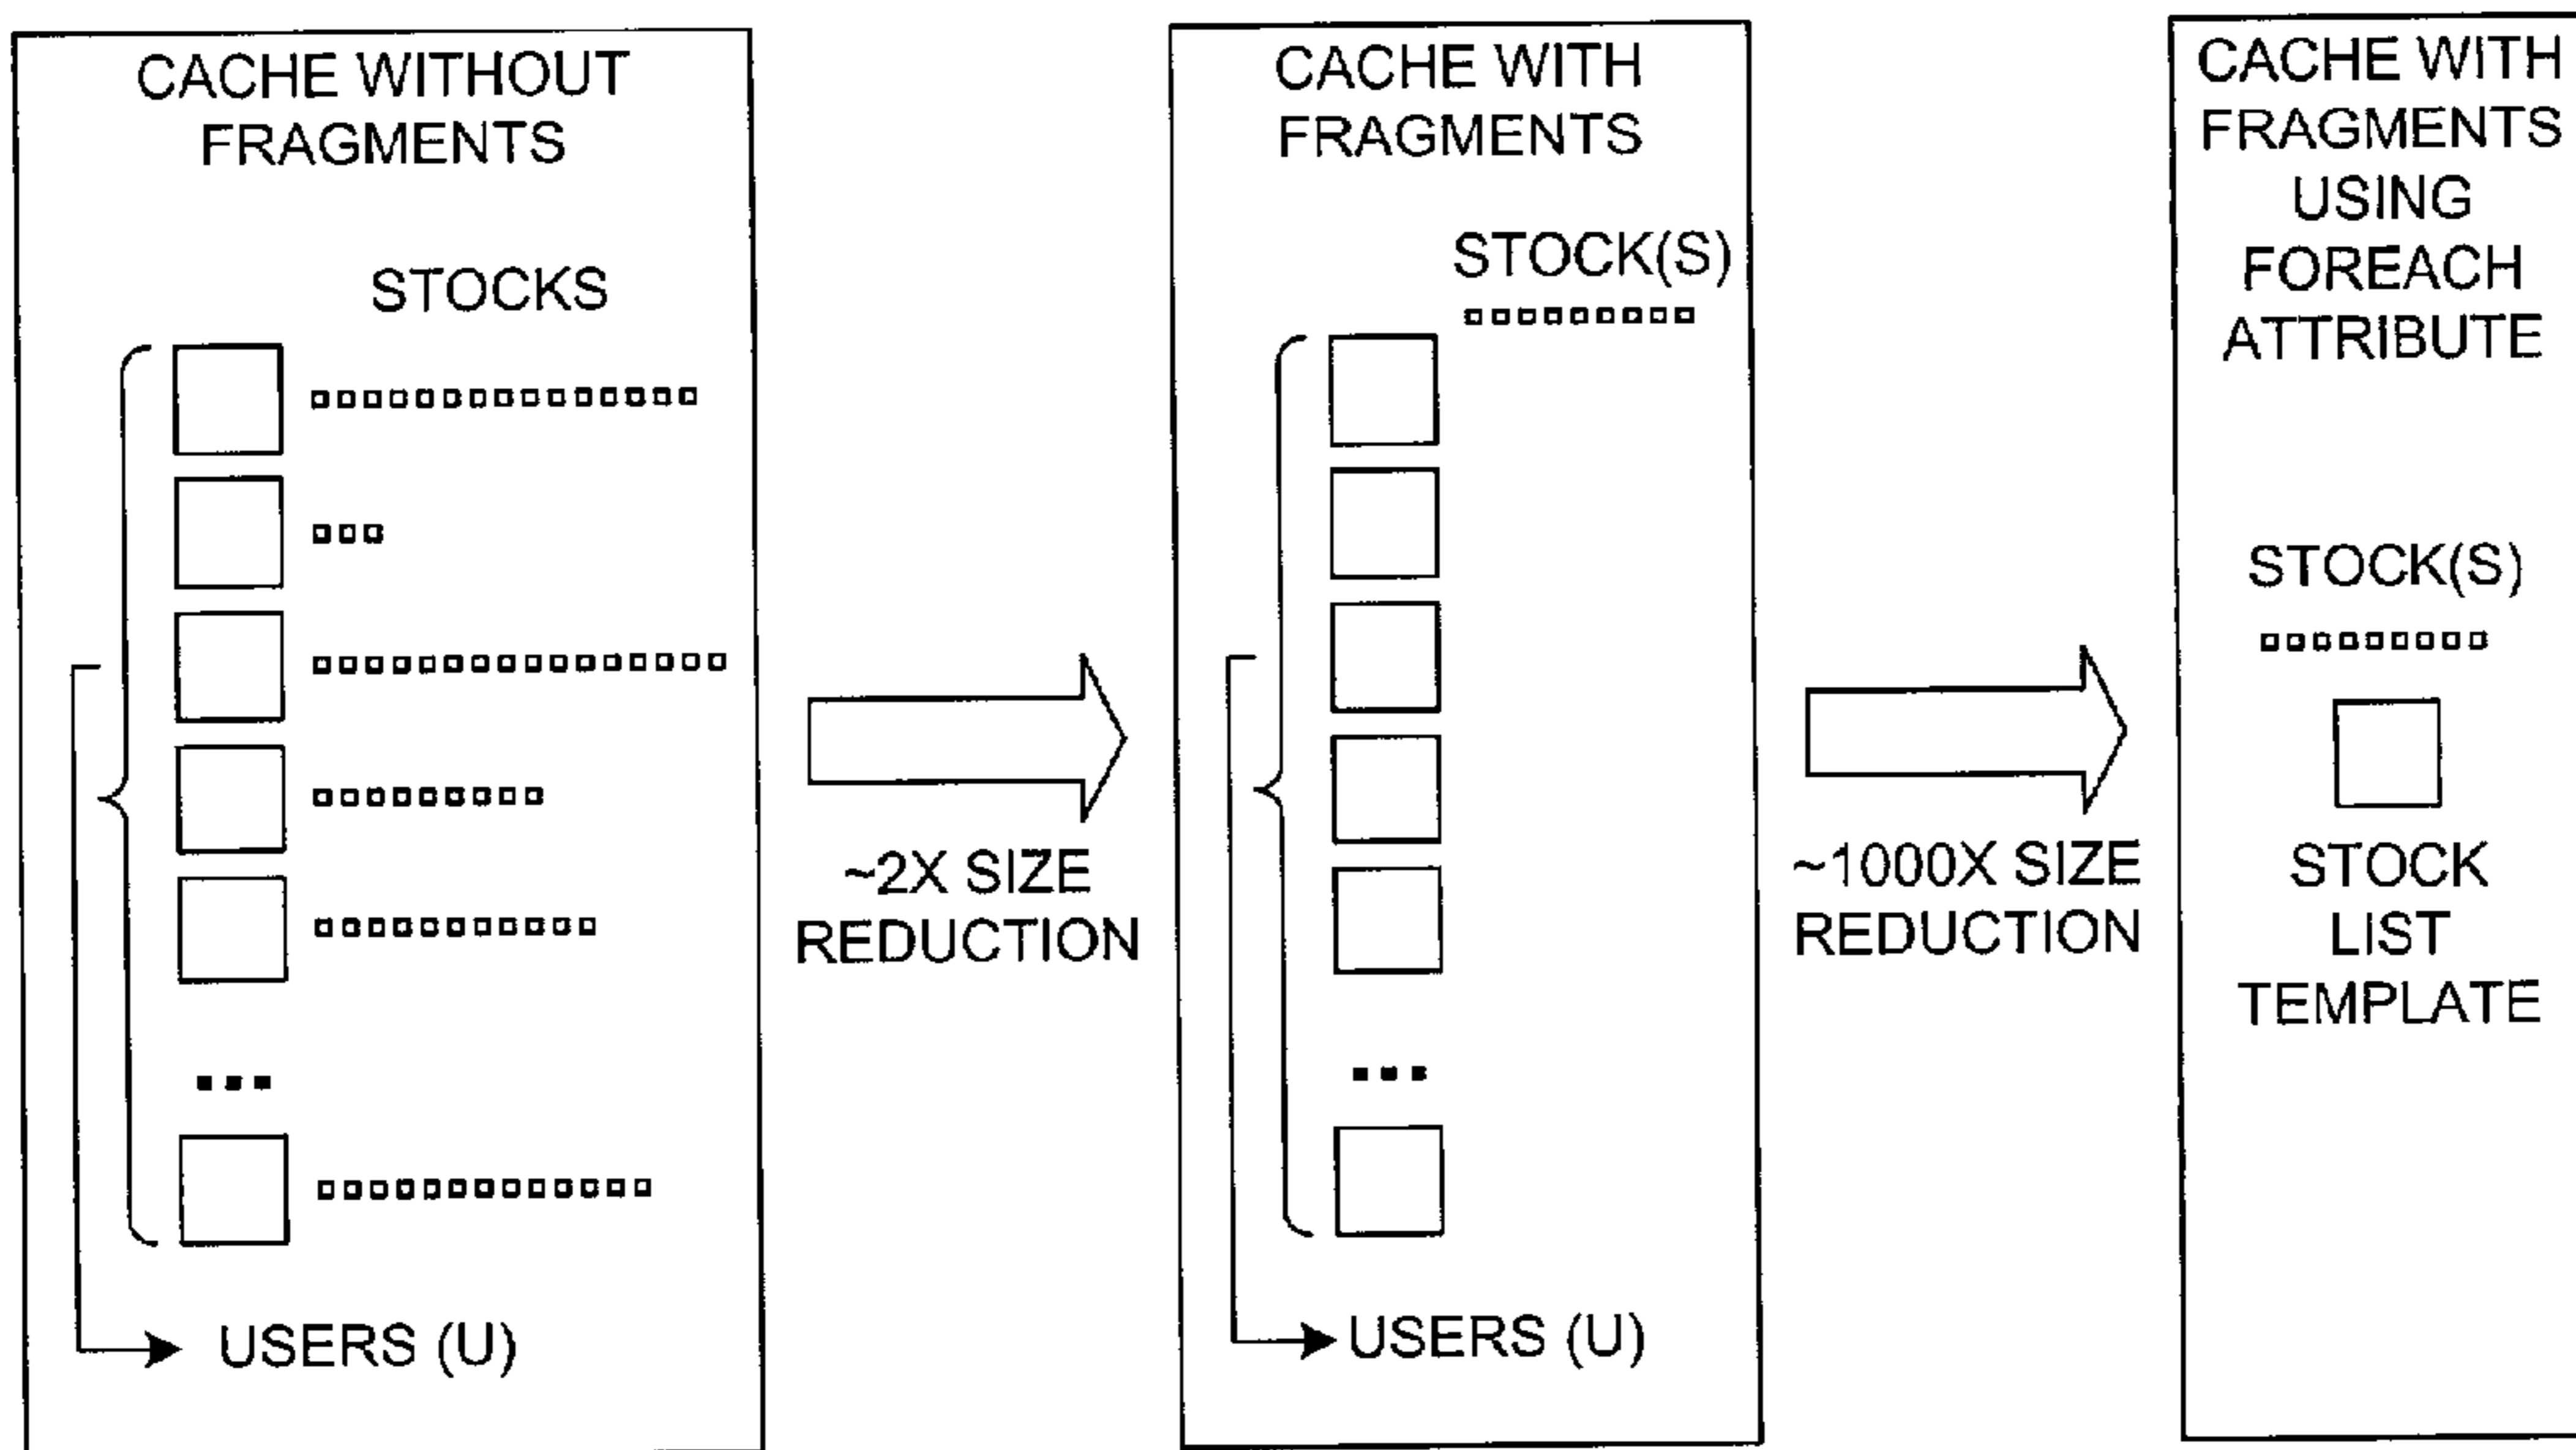 CACHE WITHOUT
FRAGMENTS
STOCKS
USERS (U)
~2X SIZE
REDUCTION
CACHE WITH
FRAGMENTS
STOCK(S)
USERS (U)
~1000X SIZE
REDUCTION
CACHE WITH
FRAGMENTS
USING
FOREACH
ATTRIBUTE
STOCK(S)
STOCK
LIST
TEMPLATE